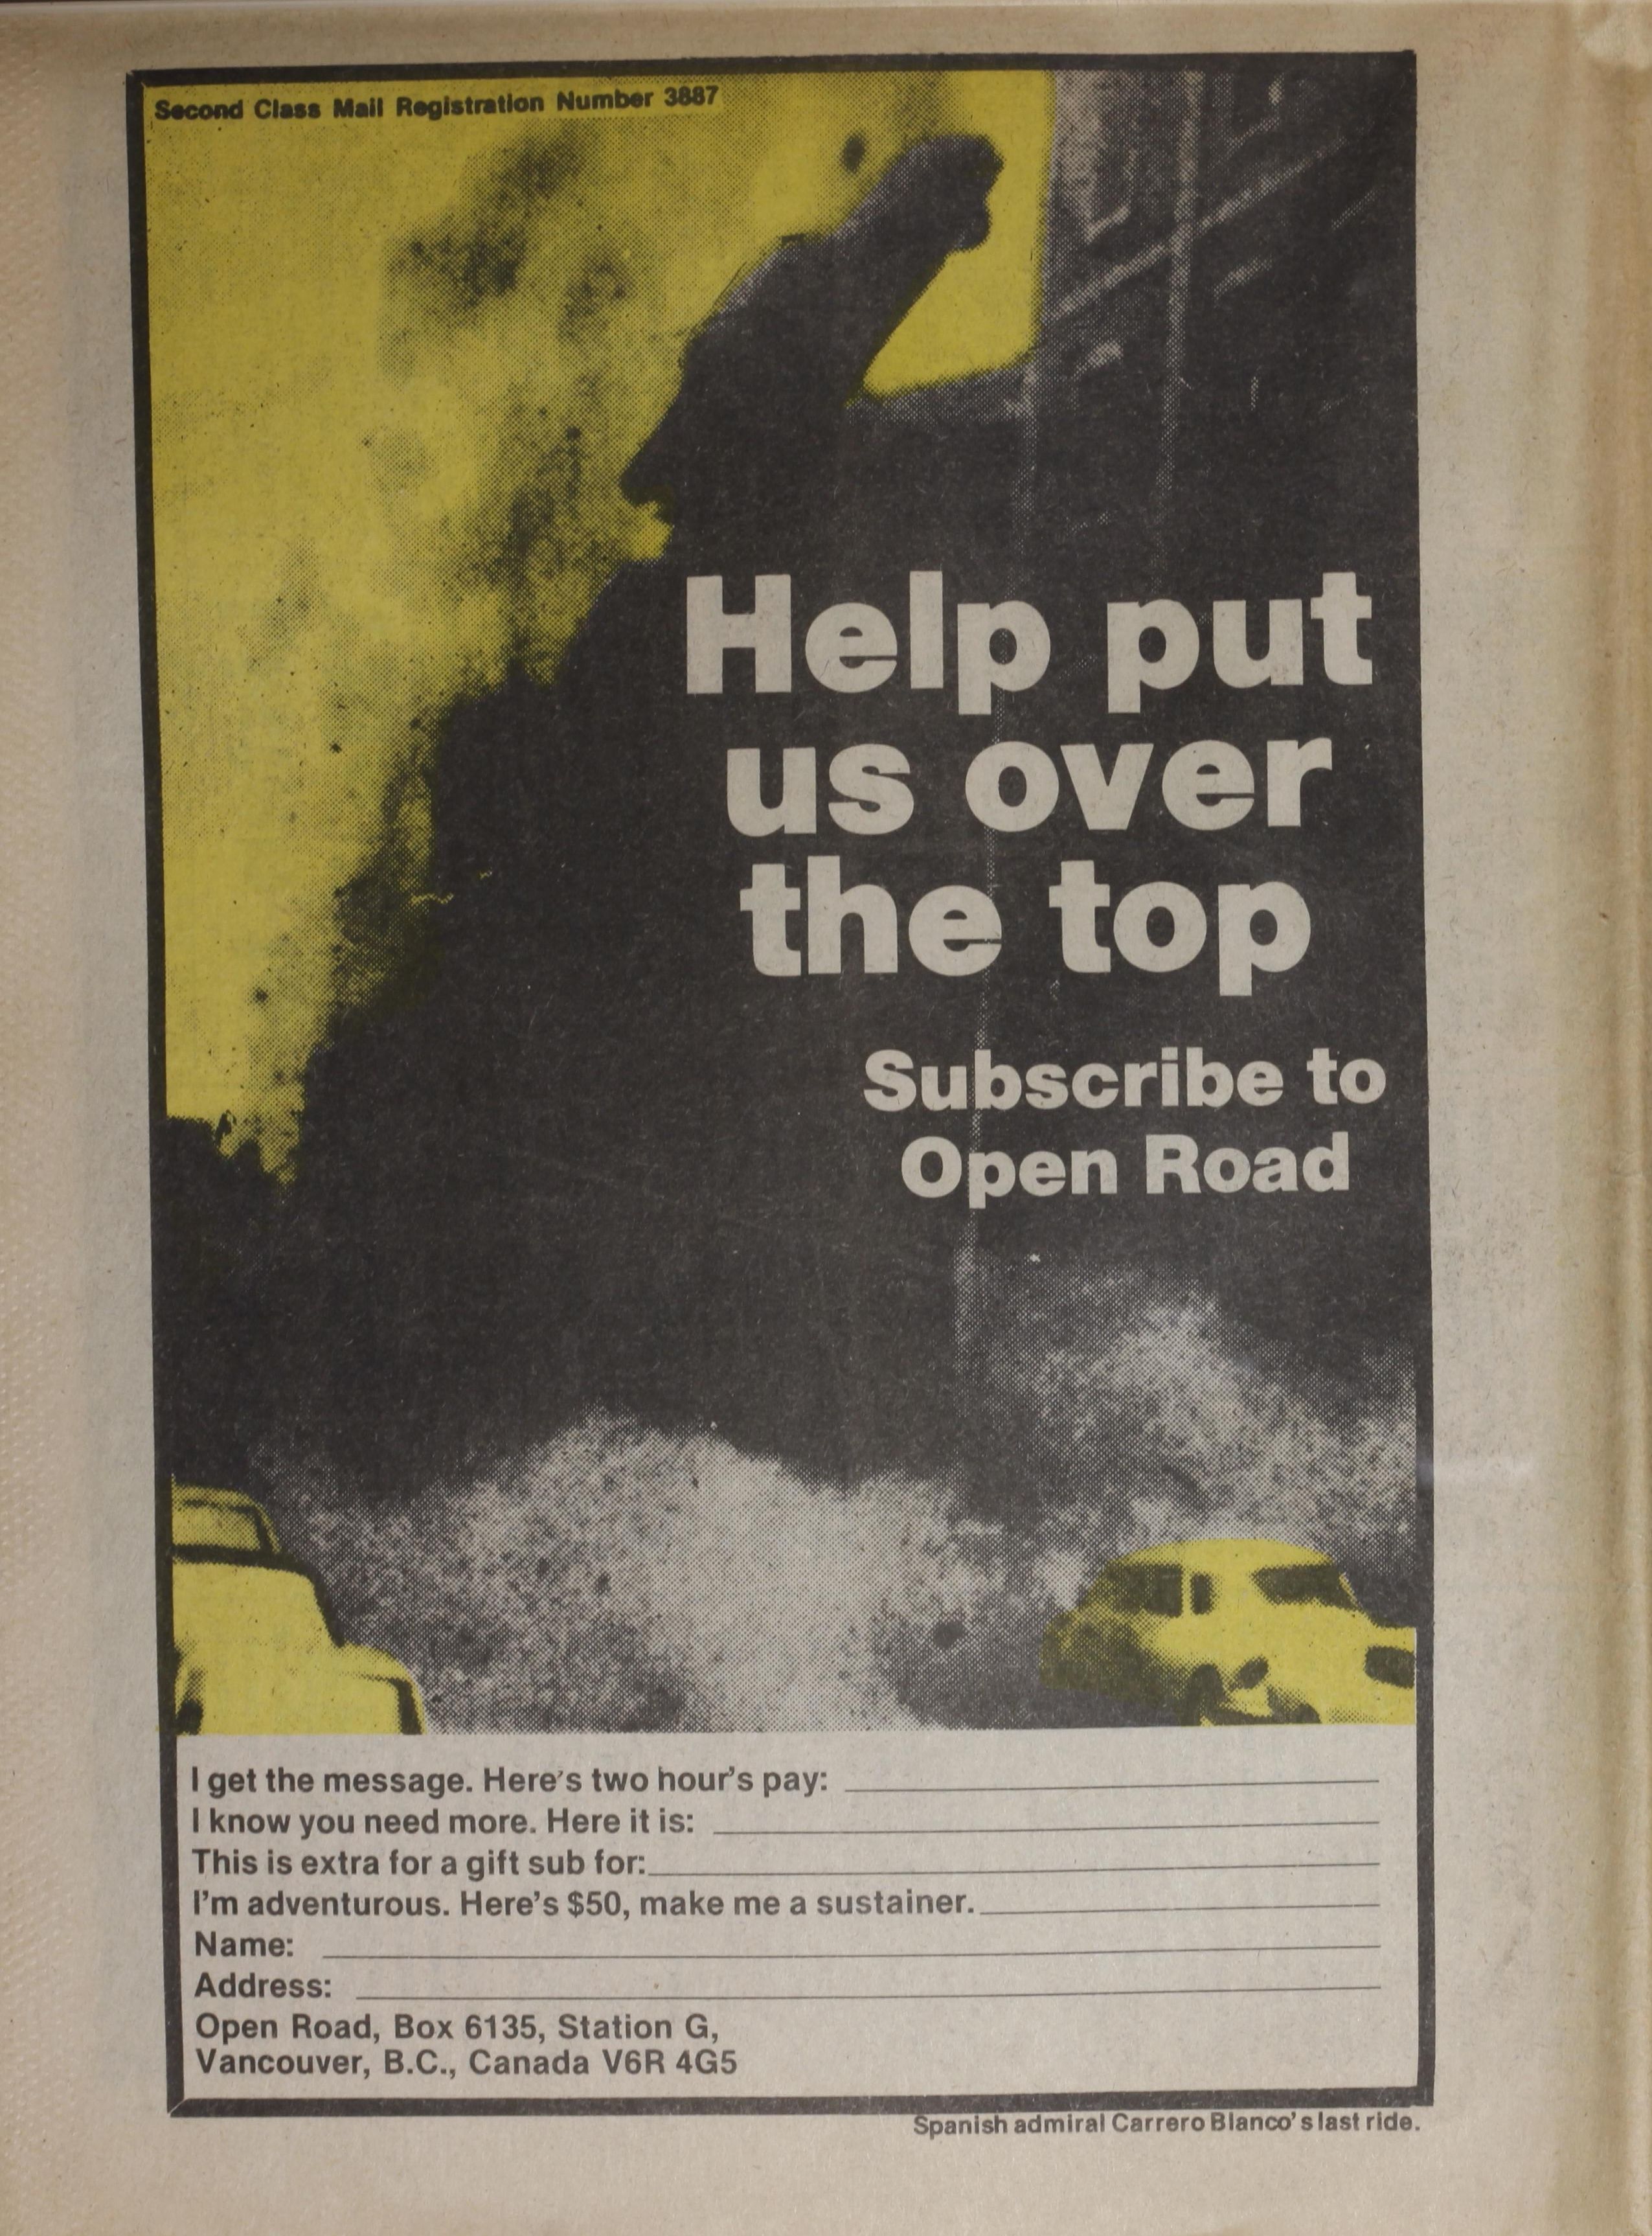 Second Class Mail Registration Number 3887
Help put
us over
the top
Subscribe to
Open Road
I get the message. Here's two hour's pay:
I know you need more. Here it is:
This is extra for a gift sub for:
I'm adventurous. Here's $50, make me a sustainer.
Name:
Address:
Open Road, Box 6135, Station G,
Vancouver, B.C., Canada V6R 4G5
Spanish admiral Carrero Blanco's last ride.